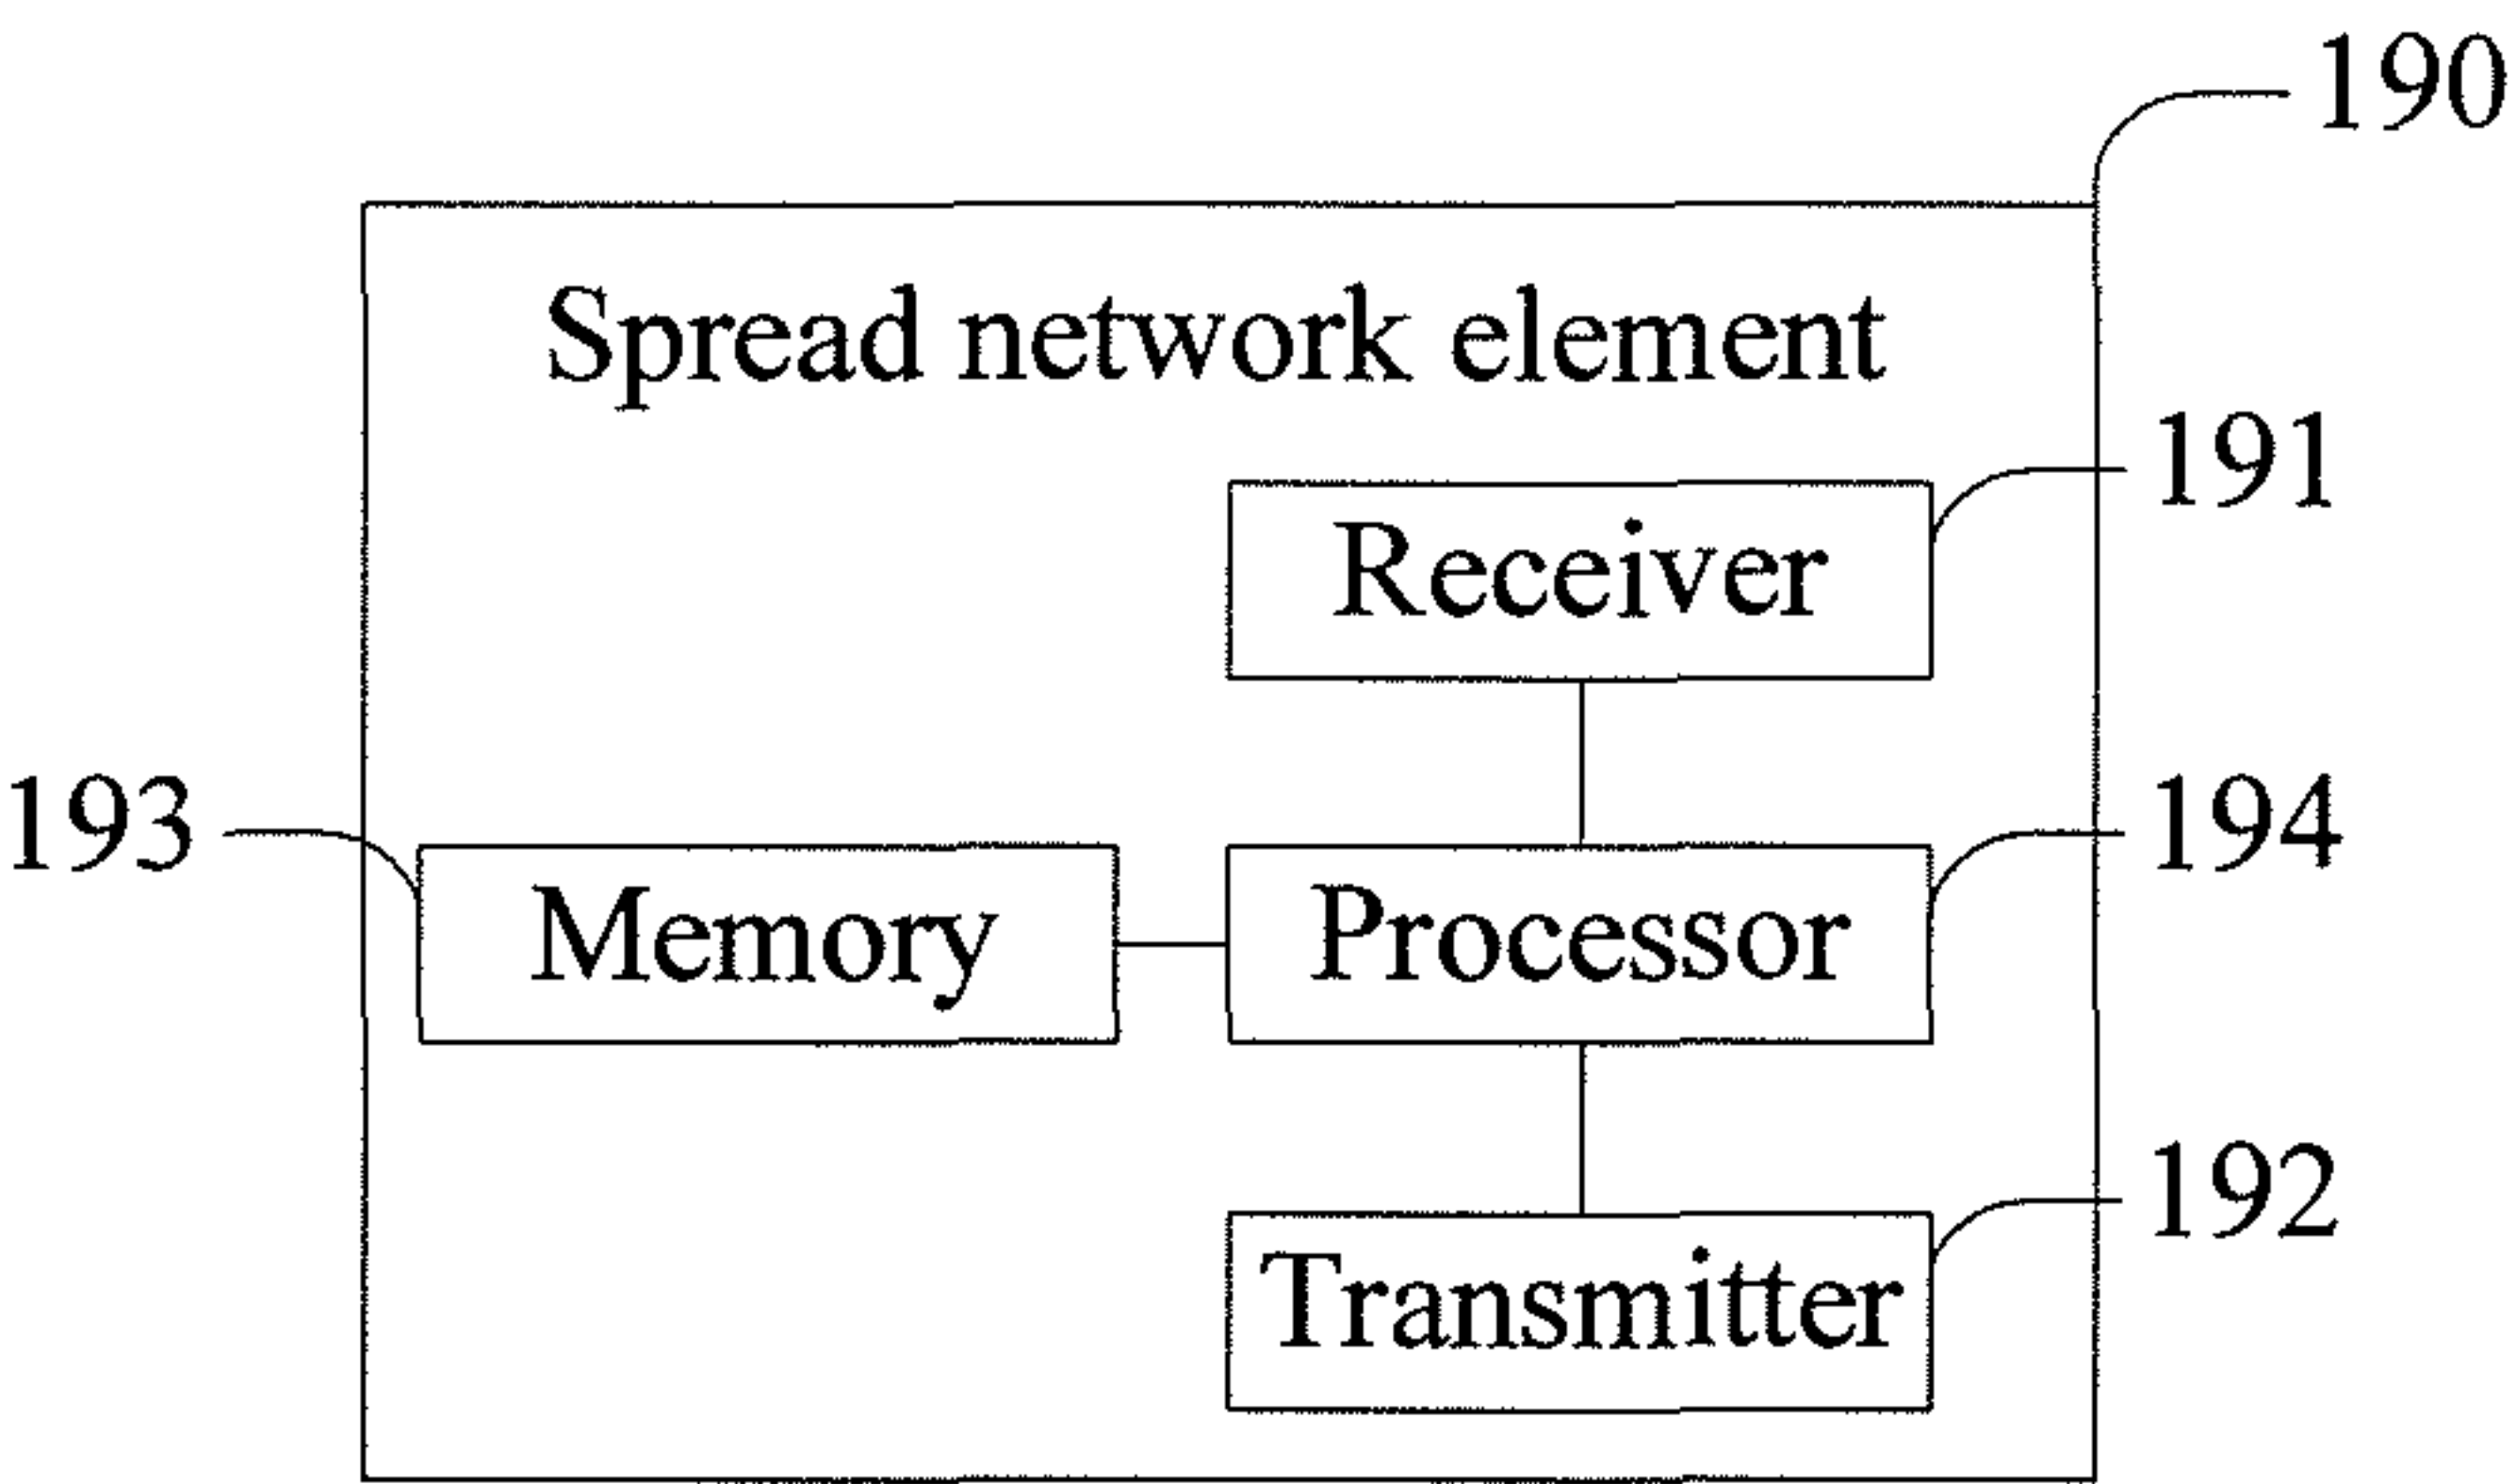 190
Spread network element
191
Receiver
193
194
Memory
Processor
192
Transmitter